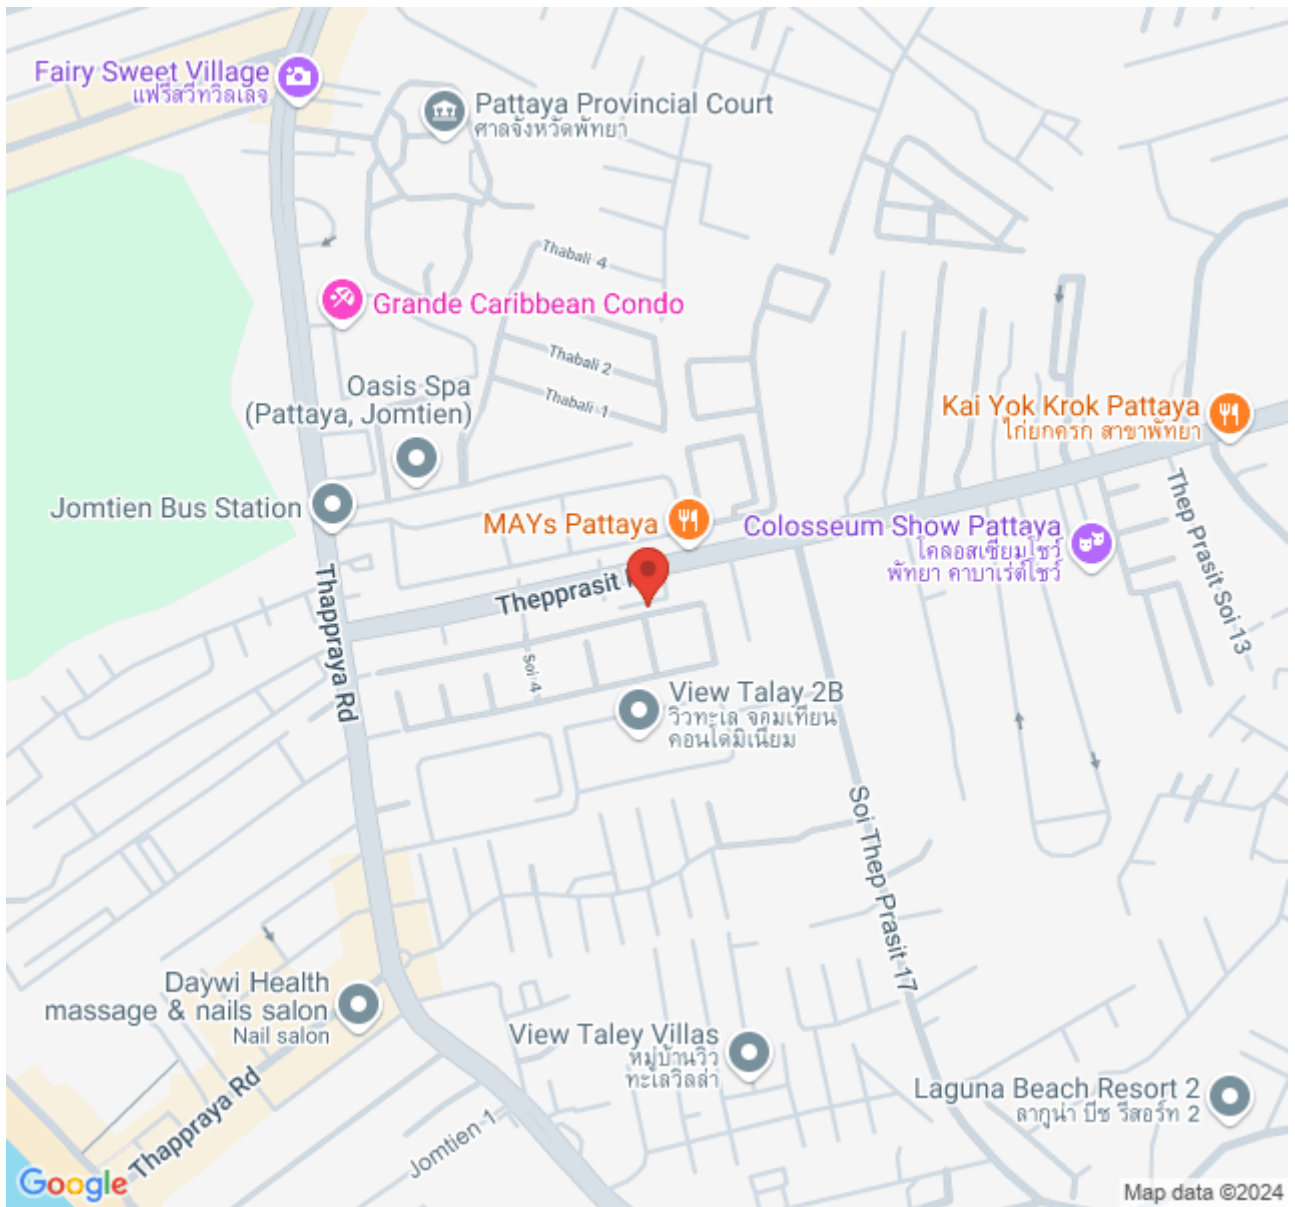 Fairy Sweet Village
แฟรี่สวีทวิลเลจ
Pattaya Provincial Court
ศาลจังหวัดพัทยา
Thabali 4
Grande Caribbean Condo
Thabali 2
Oasis Spa
(Pattaya, Jomtien)
Thabali 1
Kai Yok Krok Pattaya
ไก่ยกครก สาขาพัทยา
Jomtien Bus Station
MAYs Pattaya
Colosseum Show Pattaya
โคลอสเซียมโชว์
พัทยา คาบาเร่ต์โชว์
Thep Prasit Soi 13
Thepprasit
Thappraya Rd
Soi 4
View Talay 2B
วิวทะเล จอมเทียน
คอนโดมิเนียม
Soi Thep Prasit 17
Daywi Health
massage & nails salon
Nail salon
View Taley Villas
หมู่บ้านวิว
ทะเลวิลล่า
Laguna Beach Resort 2
ลากูน่า บีช รีสอร์ท 2
Thappraya Rd
Jomtien 1
Google
Map data ©2024